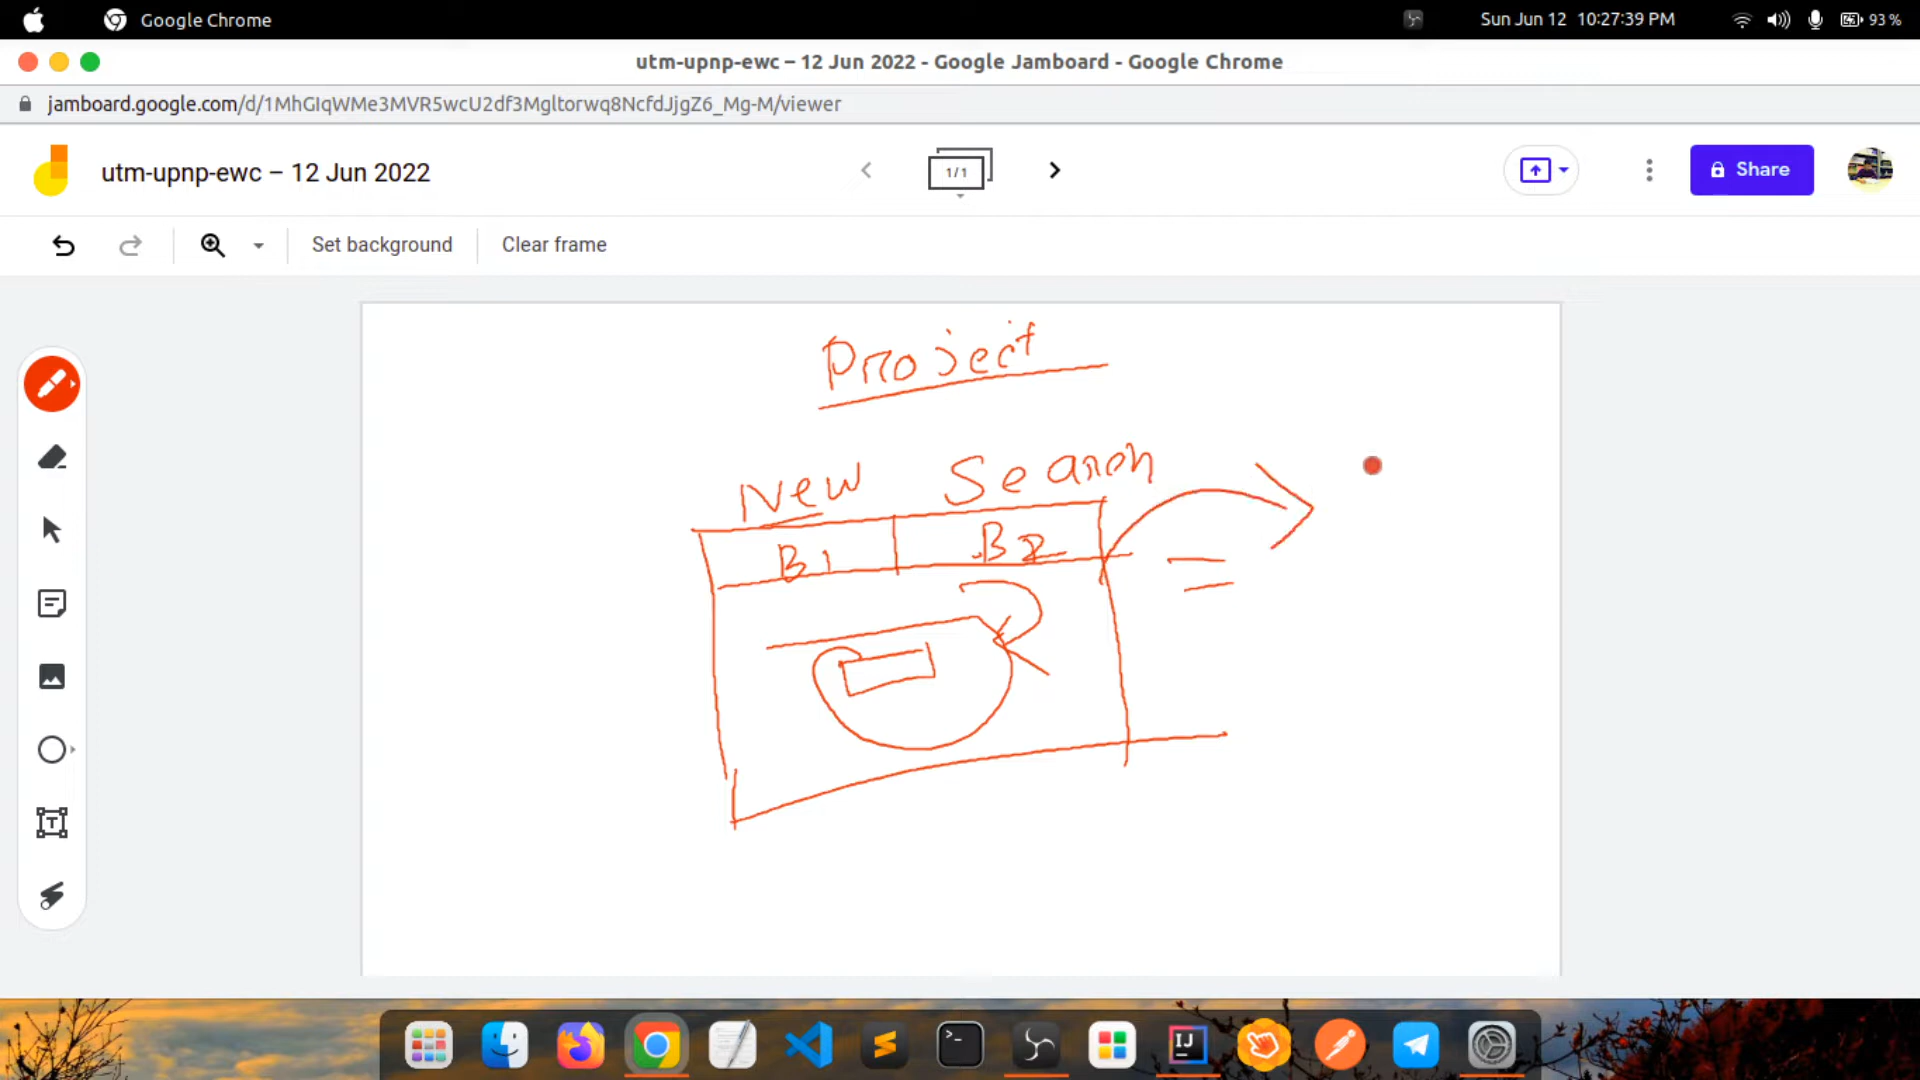 Google Chrome
Sun Jun 12 10:27:39 PM
93 %
utm-upnp-ewc – 12 Jun 2022 - Google Jamboard - Google Chrome
jamboard.google.com/d/1MhGIqWMe3MVR5wcU2df3Mgltorwq8NcfdJjgZ6_Mg-M/viewer
utm-upnp-ewc – 12 Jun 2022
1/1
Share
Set background
Clear frame
Project
New Search
B1 B2